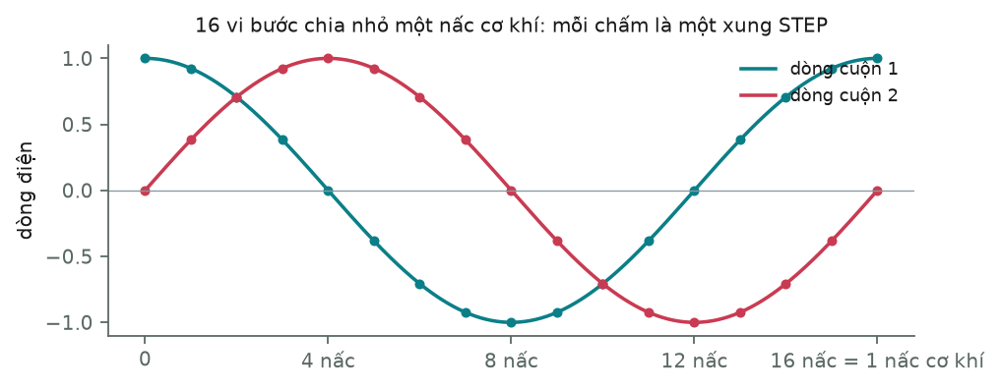 16 vi bước chia nhỏ một nấc cơ khí: mỗi chấm là một xung STEP
dòng điện
1.0
0.5
0.0
−0.5
−1.0
dòng cuộn 1
dòng cuộn 2
0
4 nấc
8 nấc
12 nấc
16 nấc = 1 nấc cơ khí